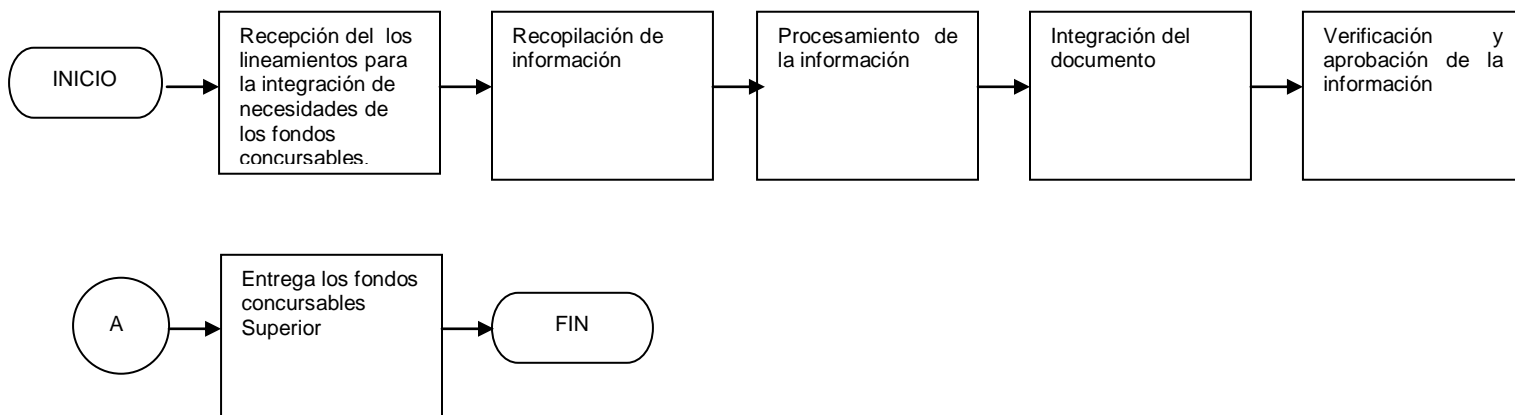 INICIO
Recepción del los
lineamientos para
la integración de
necesidades de
los fondos
concursables.
Recopilación de
información
Procesamiento de
la información
Integración del
documento
Verificación y
aprobación de la
información
A
Entrega los fondos
concursables
Superior
FIN